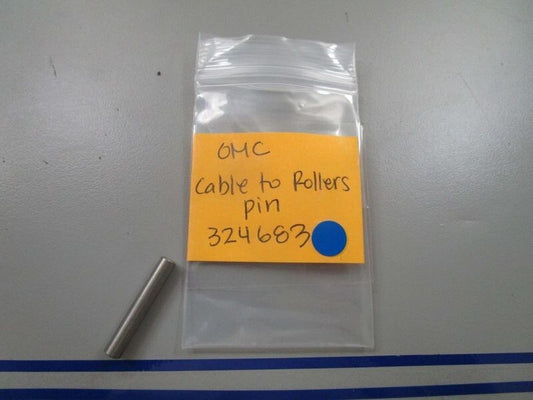 OMC
Cable to Rollers
pin
324683